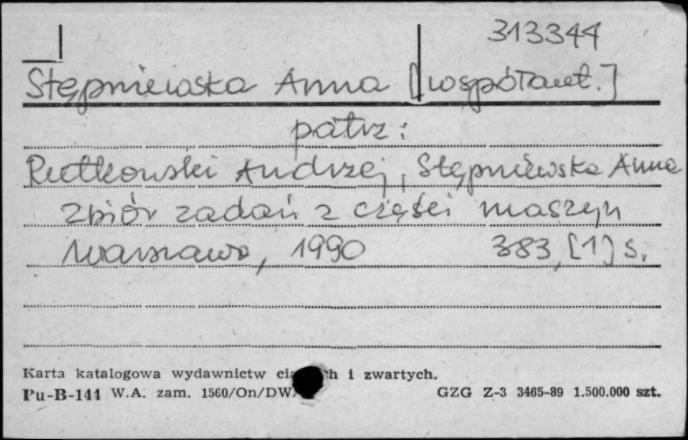 313344
Stępniewska Anna [współaut.]
patrz:
Rutkowski Andrzej, Stępniewska Anna
Zbiór zadań z części maszyn
Warszawa, 1990 383, [1] s.
Karta katalogowa wydawnictw i zwartych.
Pu-B-141 W.A. zam. 1560/On/DW GZG Z-3 3465-89 1.500.000 szt.